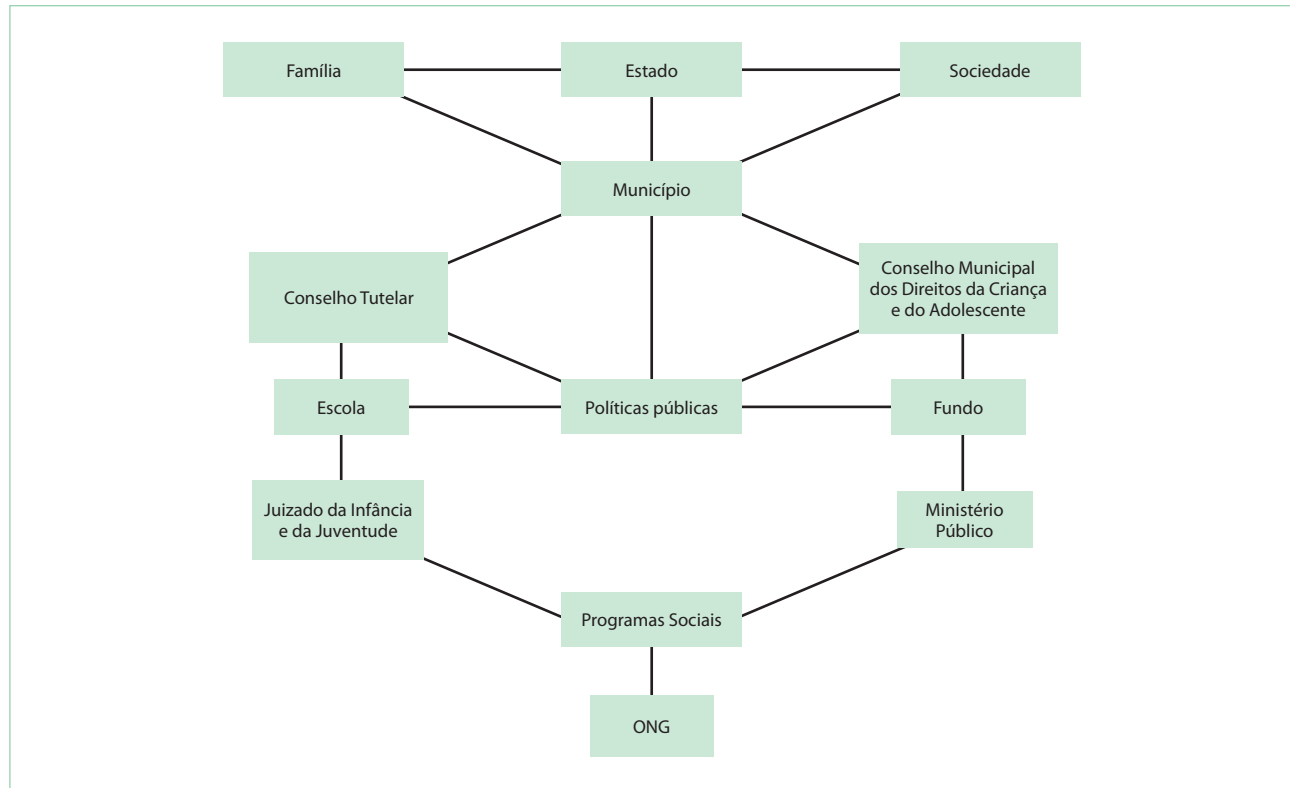 Família
Estado
Sociedade
Município
Conselho Tutelar
Conselho Municipal
dos Direitos da Criança
e do Adolescente
Escola
Políticas públicas
Fundo
Juizado da Infância
e da Juventude
Ministério
Público
Programas Sociais
ONG